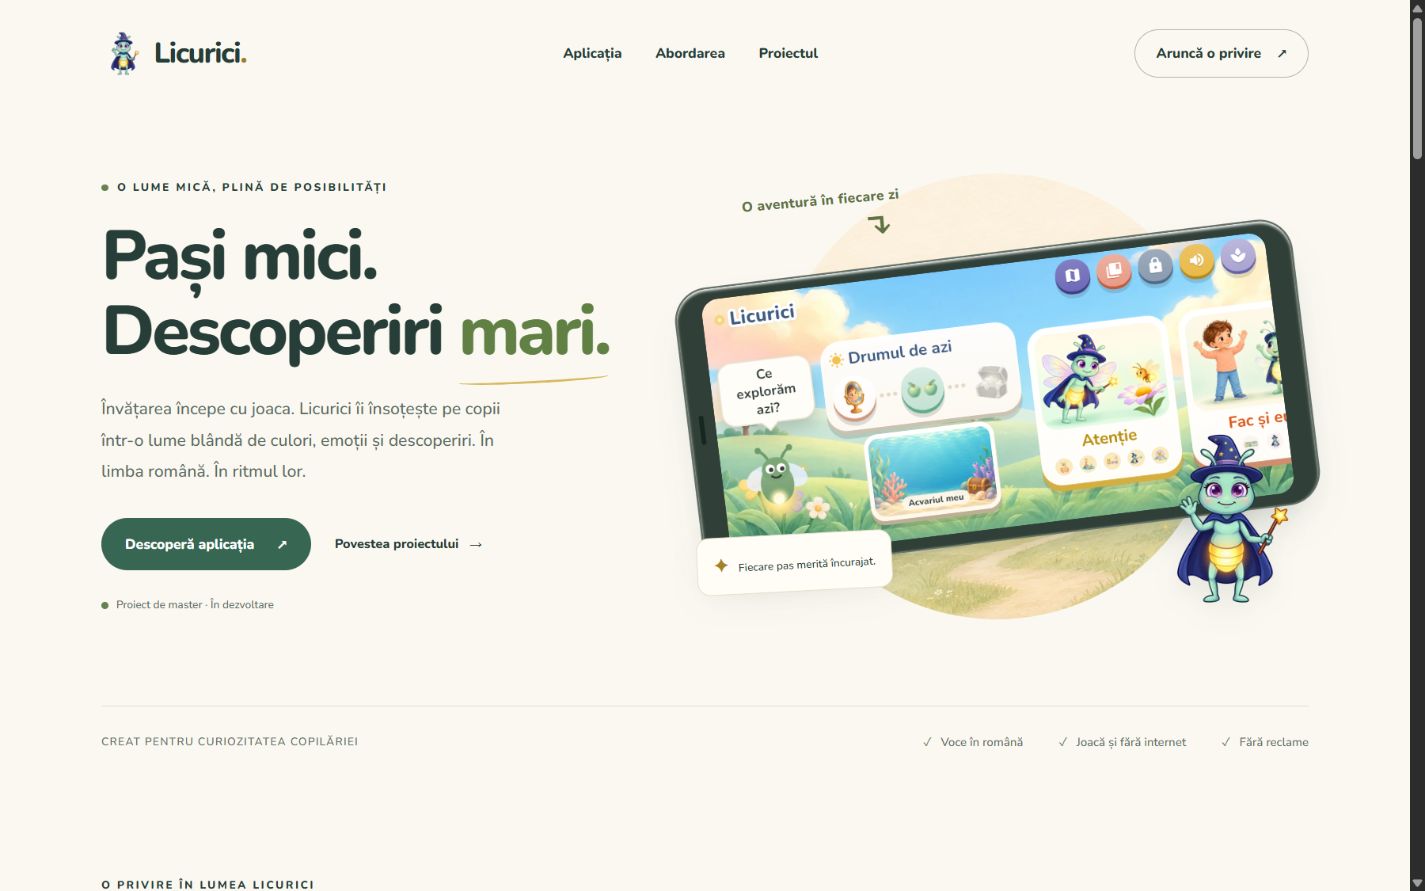 Licurici.
Aplicația
Abordarea
Proiectul
Aruncă o privire ↗
O LUME MICĂ, PLINĂ DE POSIBILITĂȚI
Pași mici.
Descoperiri mari.
Învățarea începe cu joaca. Licurici îi însoțește pe copii
într-o lume blândă de culori, emoții și descoperiri. În
limba română. În ritmul lor.
Descoperă aplicația ↗
Povestea proiectului →
Proiect de master · În dezvoltare
O aventură în fiecare zi
Licurici
Ce
explorăm
azi?
Drumul de azi
Acvariul meu
Atenție
Fac și eu
Fiecare pas merită încurajat.
CREAT PENTRU CURIOZITATEA COPILĂRIEI
✓ Voce în română
✓ Joacă și fără internet
✓ Fără reclame
O PRIVIRE ÎN LUMEA LICURICI